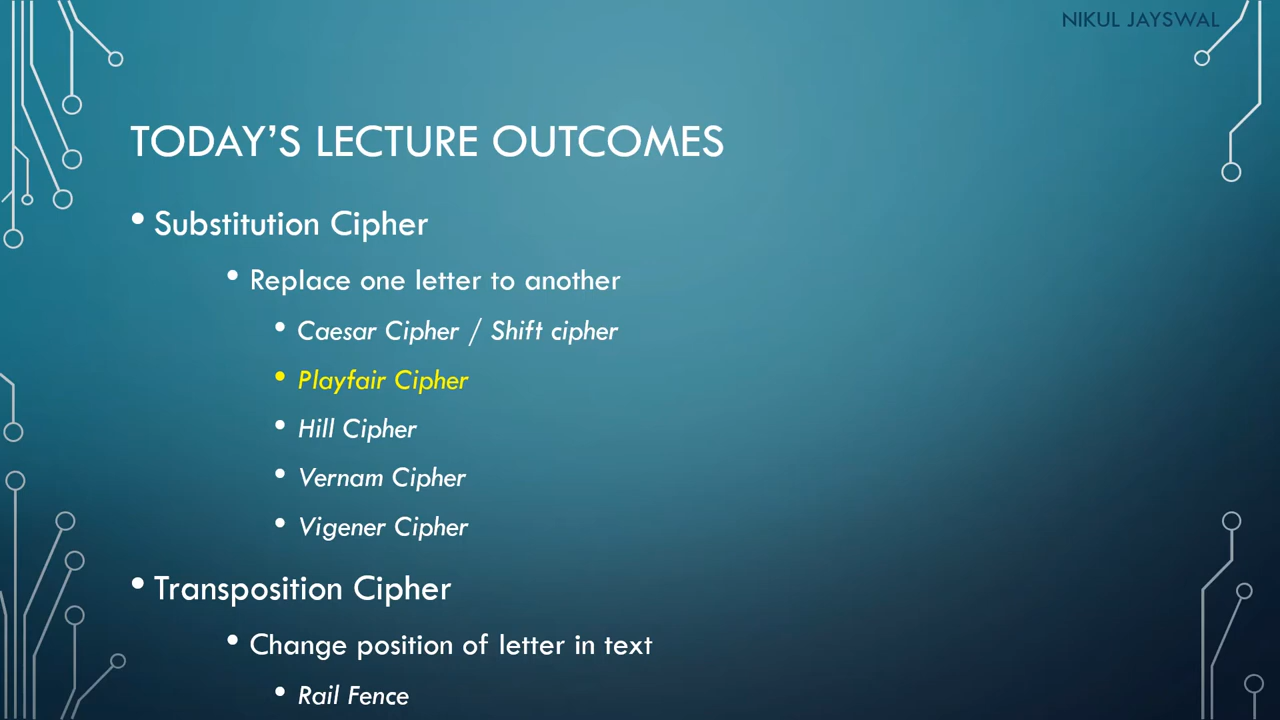 NIKUL JAYSWAL
TODAY’S LECTURE OUTCOMES
• Substitution Cipher
• Replace one letter to another
• Caesar Cipher / Shift cipher
• Playfair Cipher
• Hill Cipher
• Vernam Cipher
• Vigener Cipher
• Transposition Cipher
• Change position of letter in text
• Rail Fence